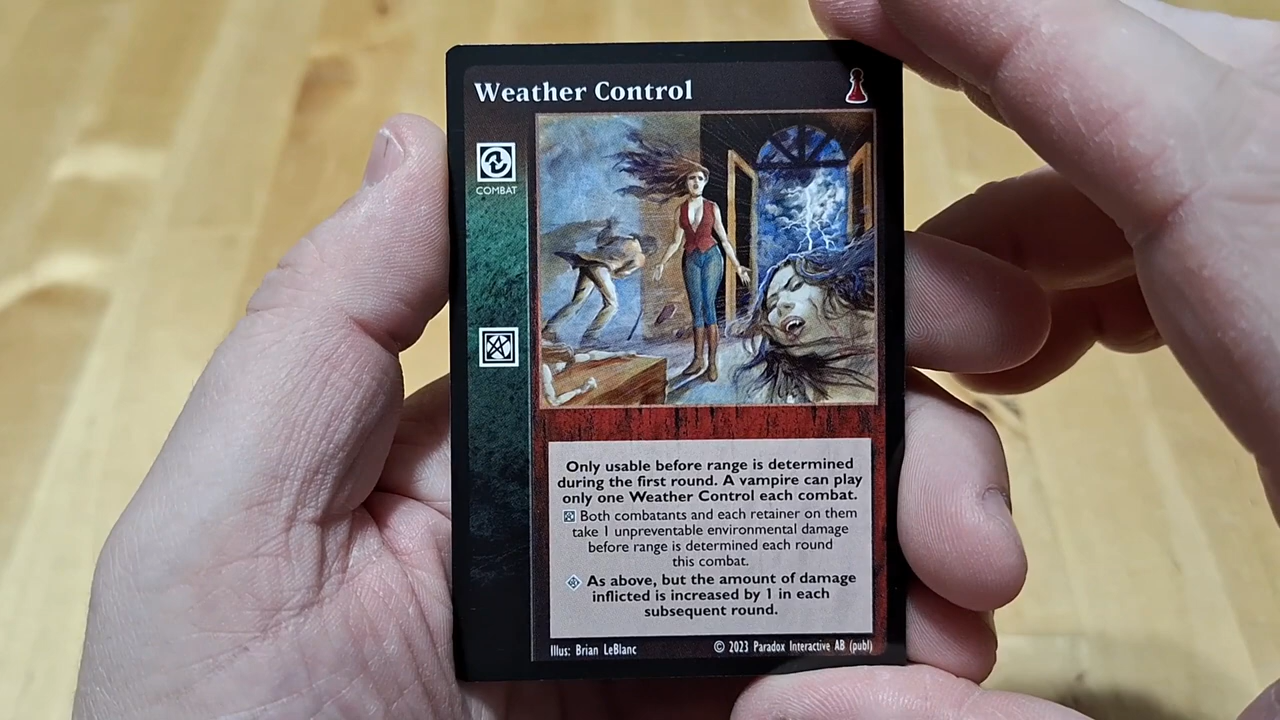 Weather Control
COMBAT
Only usable before range is determined
during the first round. A vampire can play
only one Weather Control each combat.
Both combatants and each retainer on them
take 1 unpreventable environmental damage
before range is determined each round
this combat.
As above, but the amount of damage
inflicted is increased by 1 in each
subsequent round.
Illus: Brian LeBlanc
© 2023 Paradox Interactive AB (publ)